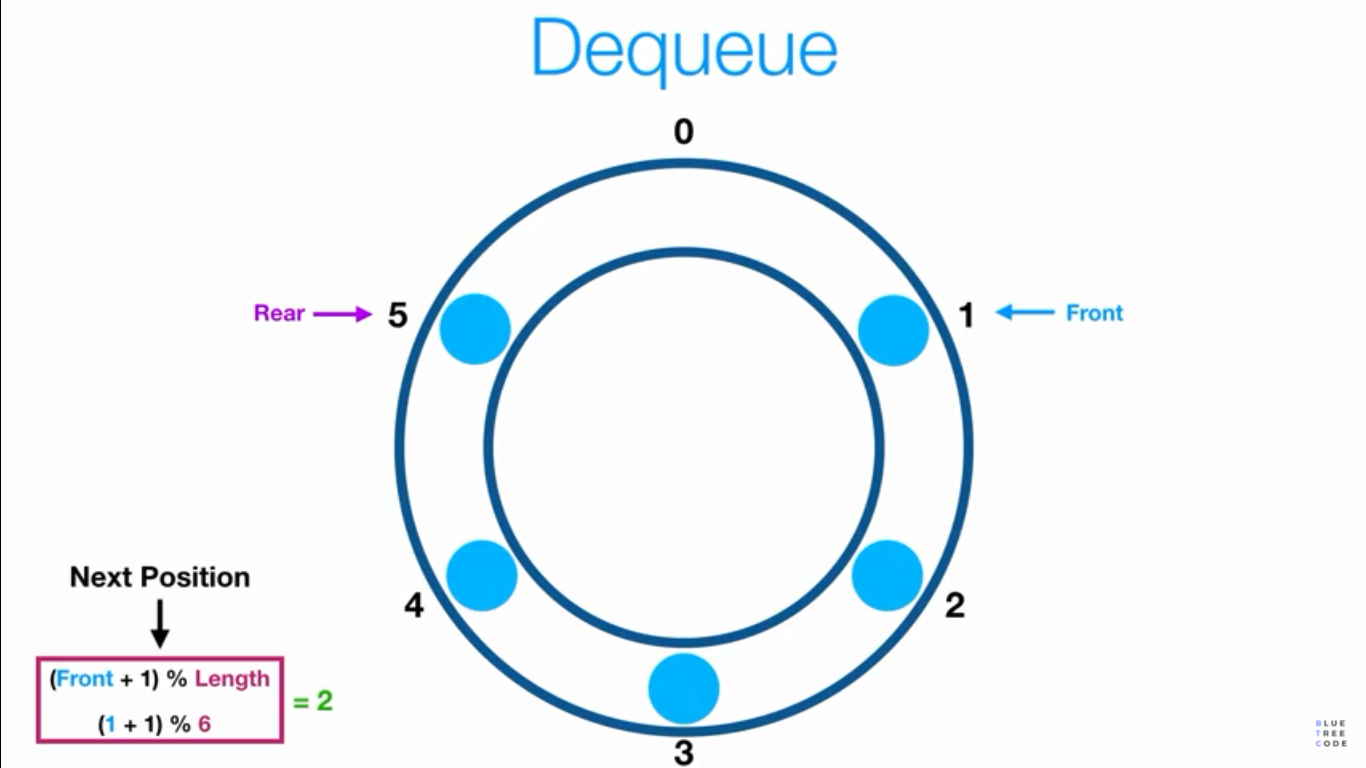 Dequeue
0
Rear
5
1
Front
Next Position
4
2
(Front + 1) % Length
(1 + 1) % 6
= 2
3
BLUE
TREE
CODE